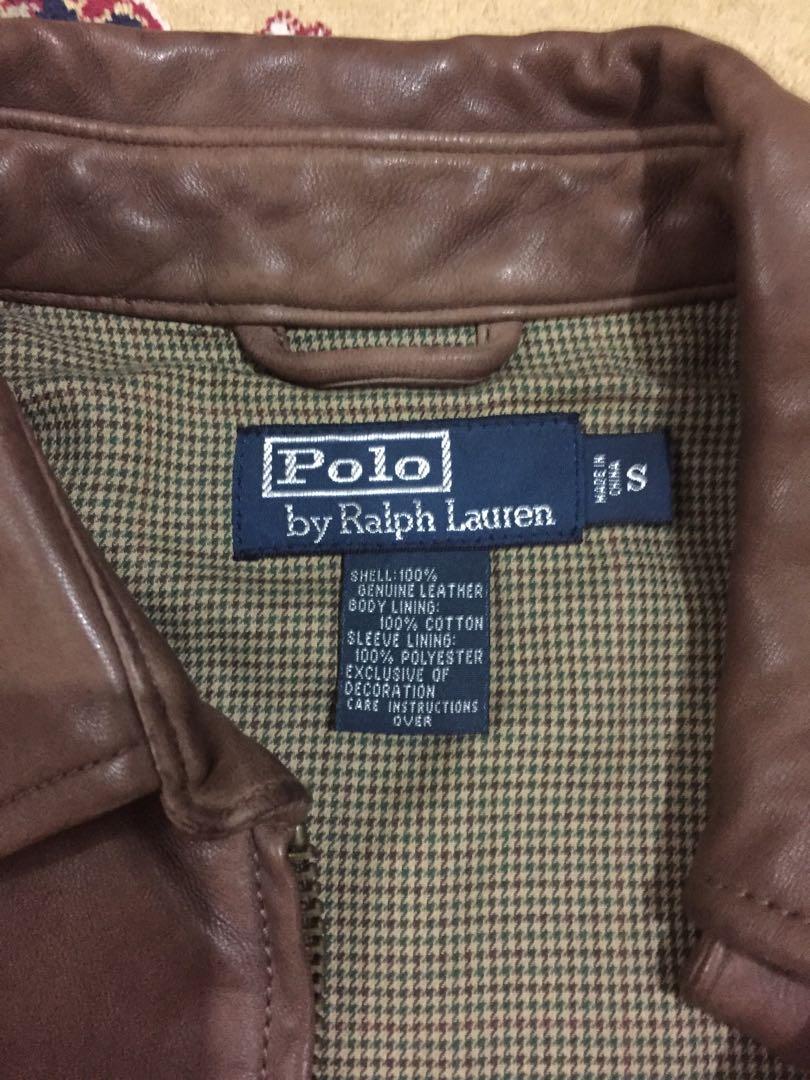 Polo
by Ralph Lauren
MADE IN
CHINA
S
SHELL:100%
GENUINE LEATHER
BODY LINING:
100% COTTON
SLEEVE LINING:
100% POLYESTER
EXCLUSIVE OF
DECORATION
CARE INSTRUCTIONS
OVER